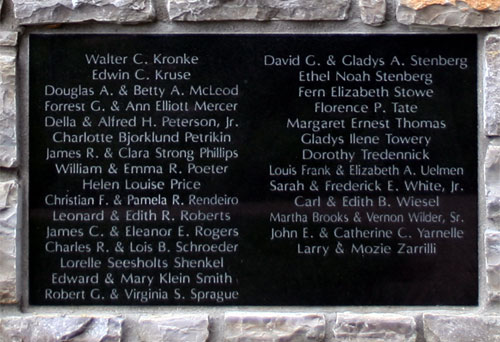 Walter C. Kronke
Edwin C. Kruse
Douglas A. & Betty A. McLeod
Forrest G. & Ann Elliott Mercer
Della & Alfred H. Peterson, Jr.
Charlotte Bjorklund Petrikin
James R. & Clara Strong Phillips
William & Emma R. Poeter
Helen Louise Price
Christian F. & Pamela R. Rendeiro
Leonard & Edith R. Roberts
James C. & Eleanor E. Rogers
Charles R. & Lois B. Schroeder
Lorelle Seesholts Shenkel
Edward & Mary Klein Smith
Robert G. & Virginia S. Sprague
David G. & Gladys A. Stenberg
Ethel Noah Stenberg
Fern Elizabeth Stowe
Florence P. Tate
Margaret Ernest Thomas
Gladys Ilene Towery
Dorothy Tredennick
Louis Frank & Elizabeth A. Uelmen
Sarah & Frederick E. White, Jr.
Carl & Edith B. Wiesel
Martha Brooks & Vernon Wilder, Sr.
John E. & Catherine C. Yarnelle
Larry & Mozie Zarrilli